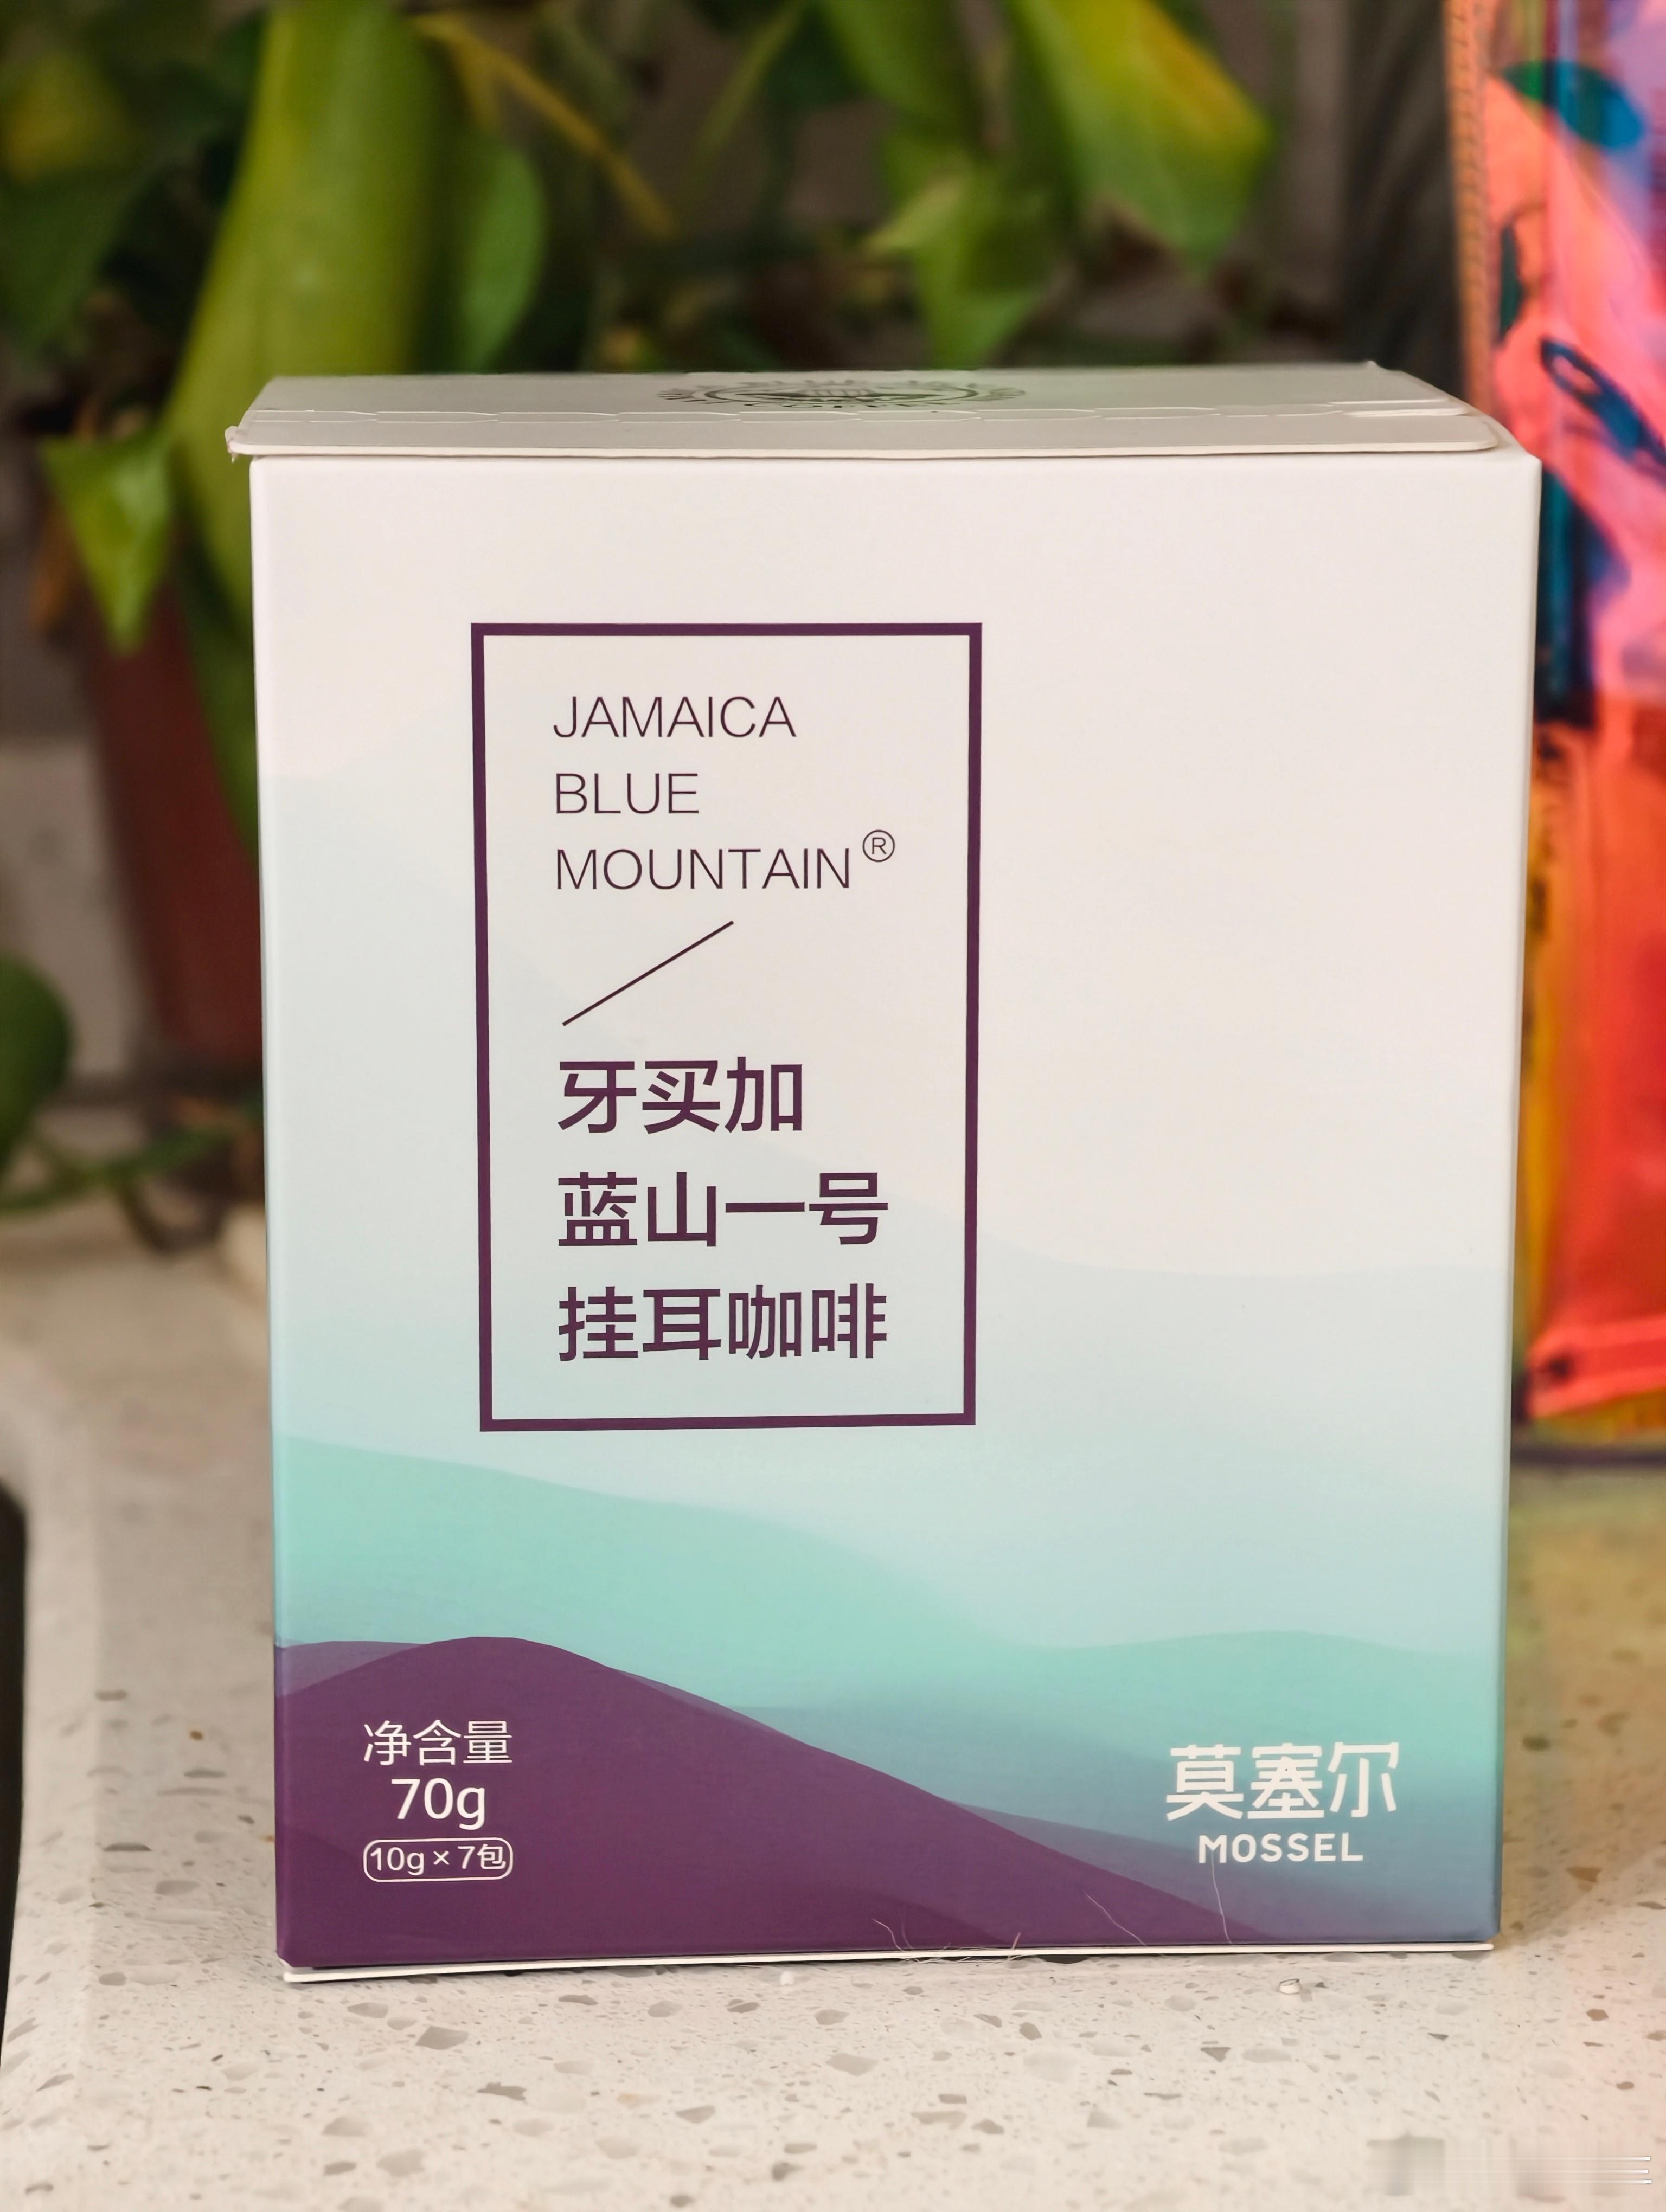 JAMAICA
BLUE
MOUNTAIN®
牙买加
蓝山一号
挂耳咖啡
净含量
70g
10g×7包
莫塞尔
MOSSEL